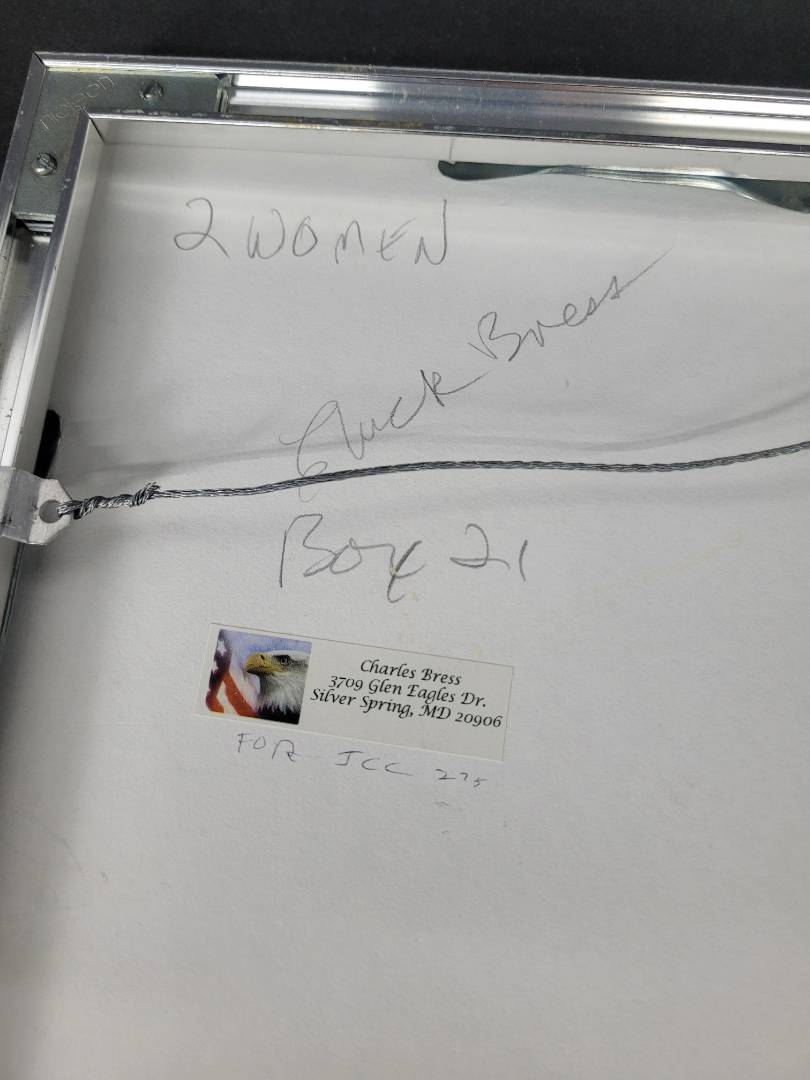 nielsen
2 WOMEN
Chuck Bress
Box 21
Charles Bress
3709 Glen Eagles Dr.
Silver Spring, MD 20906
FOR JCC 275